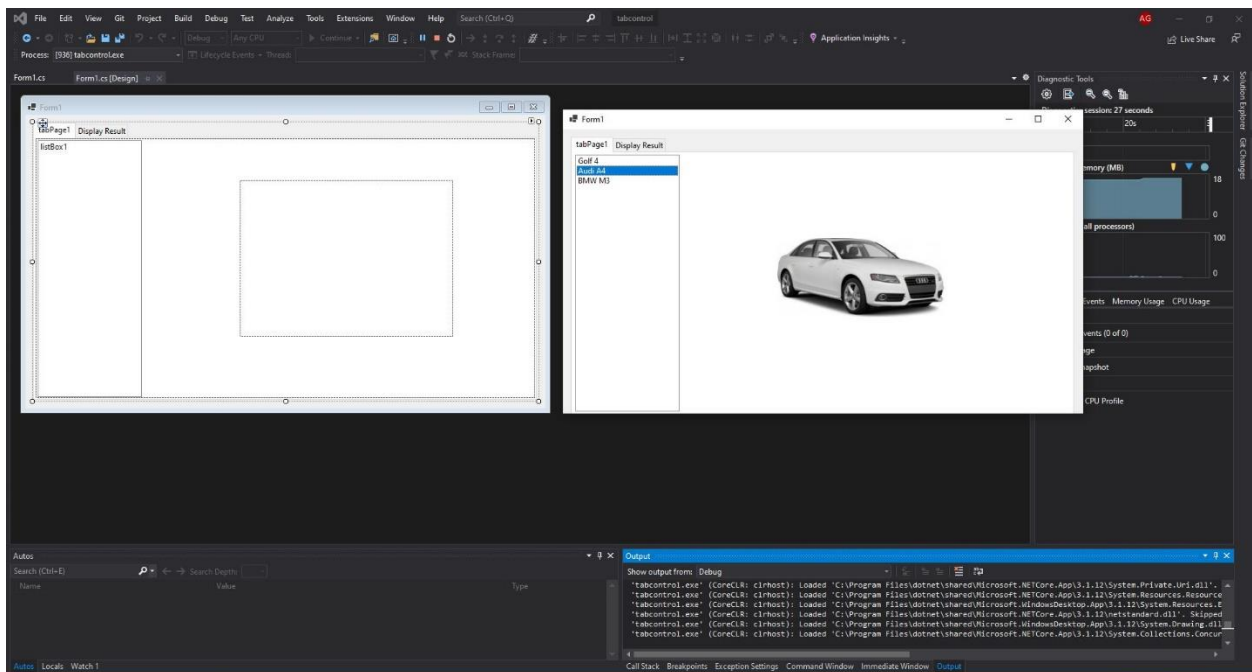 File Edit View Git Project Build Debug Test Analyze Tools Extensions Window Help Search (Ctrl+Q) tabcontrol AG
Debug Any CPU Continue Application Insights Live Share
Process: [936] tabcontrol.exe Lifecycle Events Thread: Stack Frame:
Form1.cs Form1.cs [Design]
Form1
tabPage1 Display Result
listBox1
Form1
tabPage1 Display Result
Golf 4
Audi A4
BMW M3
Diagnostic Tools
session: 27 seconds
20s
emory (MB)
18
0
all processors)
100
0
Events Memory Usage CPU Usage
vents (0 of 0)
age
apshot
CPU Profile
Solution Explorer Git Changes
Autos
Search (Ctrl+E) Search Depth:
Name Value Type
Autos Locals Watch 1
Output
Show output from: Debug
'tabcontrol.exe' (CoreCLR: clrhost): Loaded 'C:\Program Files\dotnet\shared\Microsoft.NETCore.App\3.1.12\System.Private.Uri.dll'.
'tabcontrol.exe' (CoreCLR: clrhost): Loaded 'C:\Program Files\dotnet\shared\Microsoft.NETCore.App\3.1.12\System.Resources.Resource
'tabcontrol.exe' (CoreCLR: clrhost): Loaded 'C:\Program Files\dotnet\shared\Microsoft.WindowsDesktop.App\3.1.12\System.Resources.E
'tabcontrol.exe' (CoreCLR: clrhost): Loaded 'C:\Program Files\dotnet\shared\Microsoft.NETCore.App\3.1.12\netstandard.dll'. Skipped
'tabcontrol.exe' (CoreCLR: clrhost): Loaded 'C:\Program Files\dotnet\shared\Microsoft.WindowsDesktop.App\3.1.12\System.Drawing.dll
'tabcontrol.exe' (CoreCLR: clrhost): Loaded 'C:\Program Files\dotnet\shared\Microsoft.NETCore.App\3.1.12\System.Collections.Concur
Call Stack Breakpoints Exception Settings Command Window Immediate Window Output